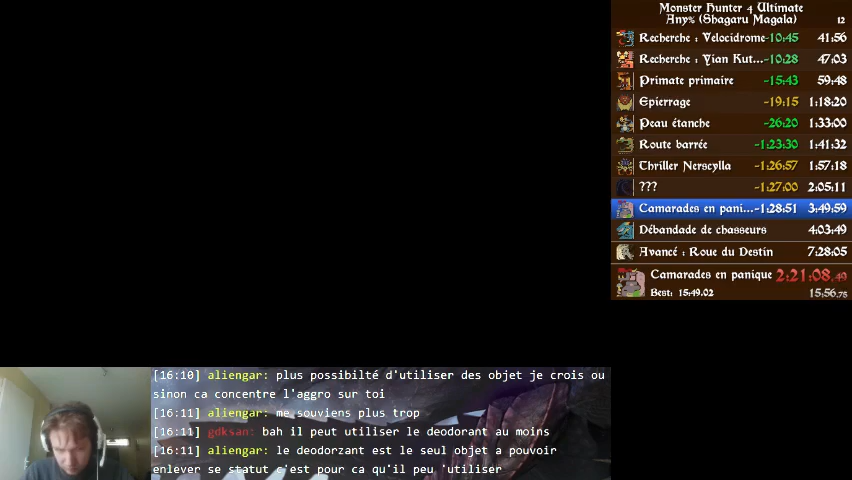 Monster Hunter 4 Ultimate
Any% (Shagaru Magala) 12
Recherche : Velocidrome -10:45 41:56
Recherche : Yian Kut... -10:28 47:03
Primate primaire -15:43 59:48
Epierrage -19:15 1:18:20
Peau étanche -26:20 1:33:00
Route barrée -1:23:30 1:41:32
Thriller Nerscylla -1:26:57 1:57:18
??? -1:27:00 2:05:11
Camarades en pani... -1:28:51 3:49:59
Débandade de chasseurs 4:03:49
Avancé : Roue du Destin 7:28:05
Camarades en panique 2:21:08.49
Best: 15:49.02 15:56.75
[16:10] aliengar: plus possibilté d'utiliser des objet je crois ou
sinon ca concentre l'aggro sur toi
[16:11] aliengar: me souviens plus trop
[16:11] gdksan: bah il peut utiliser le deodorant au moins
[16:11] aliengar: le deodorzant est le seul objet a pouvoir
enlever se statut c'est pour ca qu'il peu 'utiliser